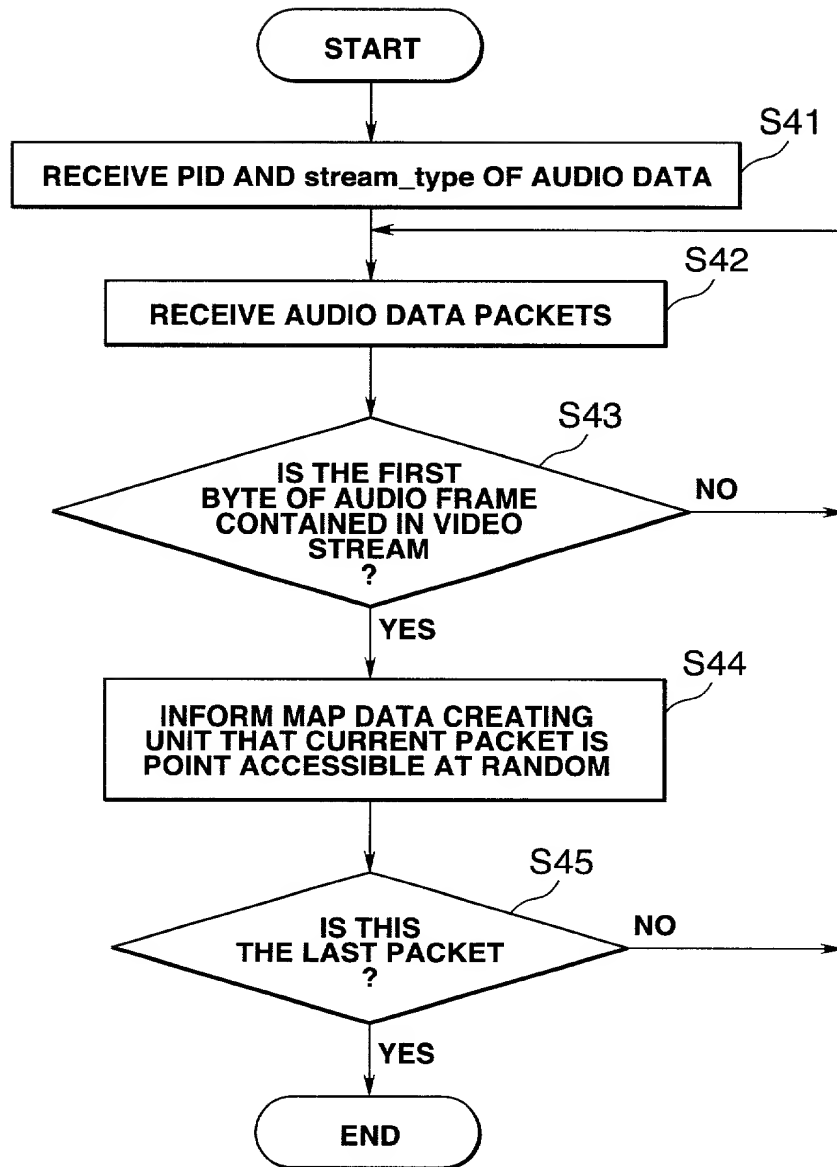 START
S41
RECEIVE PID AND stream_type OF AUDIO DATA
S42
RECEIVE AUDIO DATA PACKETS
S43
IS THE FIRST
BYTE OF AUDIO FRAME
CONTAINED IN VIDEO
STREAM
?
NO
YES
S44
INFORM MAP DATA CREATING
UNIT THAT CURRENT PACKET IS
POINT ACCESSIBLE AT RANDOM
S45
IS THIS
THE LAST PACKET
?
NO
YES
END